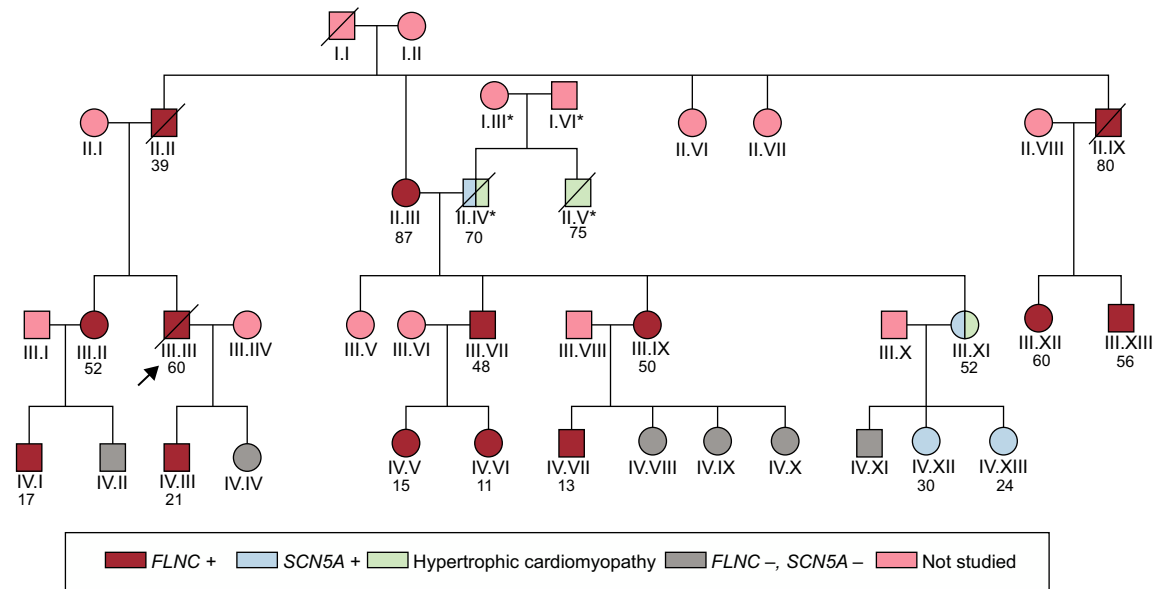 I.I I.II
I.III* I.VI*
II.I II.II II.VI II.VII II.VIII II.IX
39 80
II.III II.IV* II.V*
87 70 75
III.I III.II III.III III.IIV III.V III.VI III.VII III.VIII III.IX III.X III.XI III.XII III.XIII
52 60 48 50 52 60 56
IV.I IV.II IV.III IV.IV IV.V IV.VI IV.VII IV.VIII IV.IX IV.X IV.XI IV.XII IV.XIII
17 21 15 11 13 30 24
FLNC + SCN5A + Hypertrophic cardiomyopathy FLNC –, SCN5A – Not studied